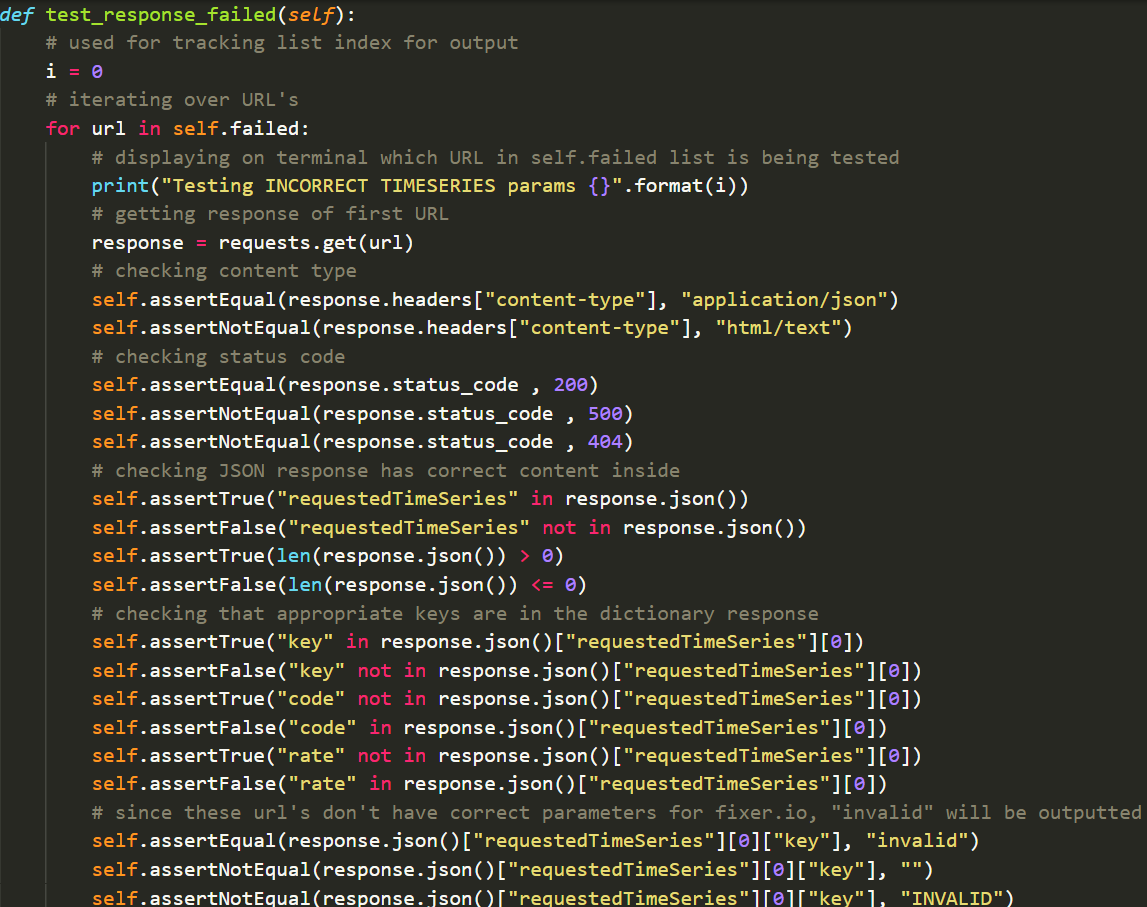 def test_response_failed(self):
    # used for tracking list index for output
    i = 0
    # iterating over URL's
    for url in self.failed:
        # displaying on terminal which URL in self.failed list is being tested
        print("Testing INCORRECT TIMESERIES params {}".format(i))
        # getting response of first URL
        response = requests.get(url)
        # checking content type
        self.assertEqual(response.headers["content-type"], "application/json")
        self.assertNotEqual(response.headers["content-type"], "html/text")
        # checking status code
        self.assertEqual(response.status_code , 200)
        self.assertNotEqual(response.status_code , 500)
        self.assertNotEqual(response.status_code , 404)
        # checking JSON response has correct content inside
        self.assertTrue("requestedTimeSeries" in response.json())
        self.assertFalse("requestedTimeSeries" not in response.json())
        self.assertTrue(len(response.json()) > 0)
        self.assertFalse(len(response.json()) <= 0)
        # checking that appropriate keys are in the dictionary response
        self.assertTrue("key" in response.json()["requestedTimeSeries"][0])
        self.assertFalse("key" not in response.json()["requestedTimeSeries"][0])
        self.assertTrue("code" not in response.json()["requestedTimeSeries"][0])
        self.assertFalse("code" in response.json()["requestedTimeSeries"][0])
        self.assertTrue("rate" not in response.json()["requestedTimeSeries"][0])
        self.assertFalse("rate" in response.json()["requestedTimeSeries"][0])
        # since these url's don't have correct parameters for fixer.io, "invalid" will be outputted
        self.assertEqual(response.json()["requestedTimeSeries"][0]["key"], "invalid")
        self.assertNotEqual(response.json()["requestedTimeSeries"][0]["key"], "")
        self.assertNotEqual(response.json()["requestedTimeSeries"][0]["key"], "INVALID")